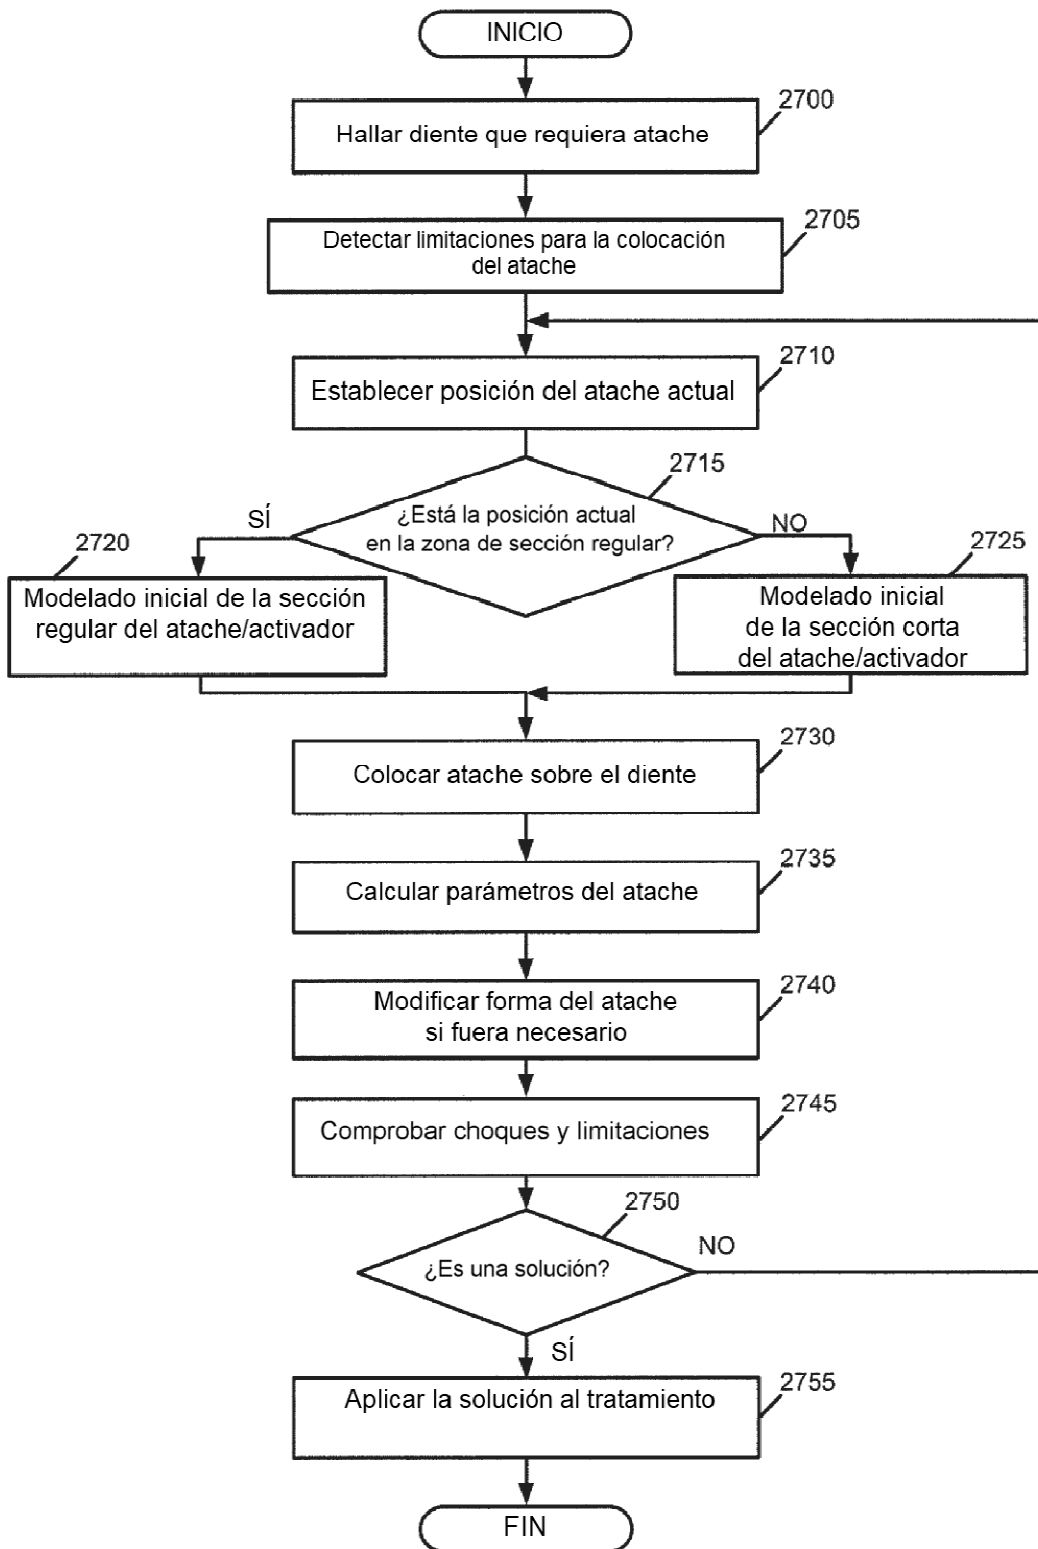 INICIO
2700
Hallar diente que requiera atache
2705
Detectar limitaciones para la colocación
del atache
2710
Establecer posición del atache actual
2715
¿Está la posición actual
en la zona de sección regular?
SÍ
NO
2720
Modelado inicial de la sección
regular del atache/activador
2725
Modelado inicial
de la sección corta
del atache/activador
2730
Colocar atache sobre el diente
2735
Calcular parámetros del atache
2740
Modificar forma del atache
si fuera necesario
2745
Comprobar choques y limitaciones
2750
¿Es una solución?
NO
SÍ
2755
Aplicar la solución al tratamiento
FIN